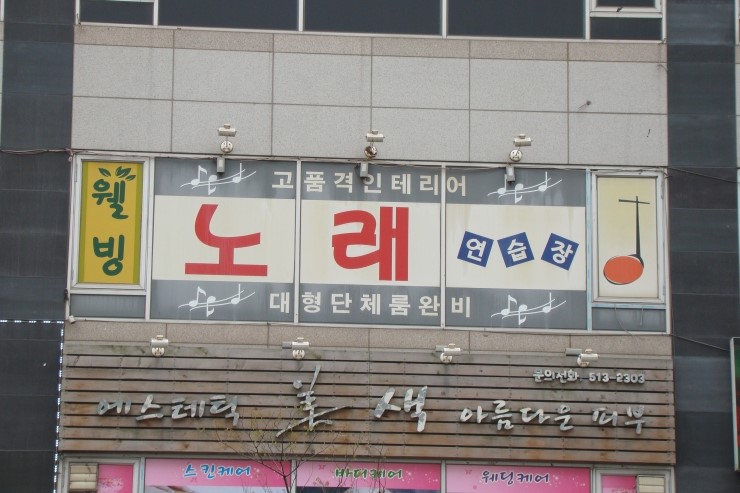 웰빙
고품격인테리어
노래 연습장
대형단체룸완비
문의전화 513-2303
에스테틱 美색 아름다운 피부
스킨케어 바디케어 웨딩케어